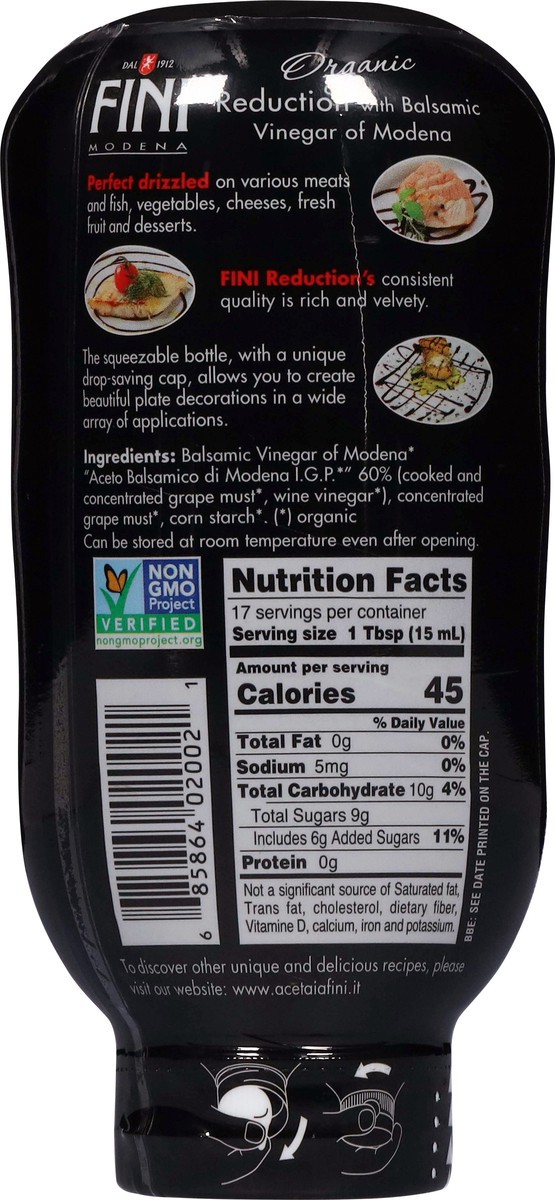 DAL 1912
FINI
MODENA
Organic
Reduction with Balsamic
Vinegar of Modena
Perfect drizzled on various meats
and fish, vegetables, cheeses, fresh
fruit and desserts.
FINI Reduction's consistent
quality is rich and velvety.
The squeezable bottle, with a unique
drop-saving cap, allows you to create
beautiful plate decorations in a wide
array of applications.
Ingredients: Balsamic Vinegar of Modena*
"Aceto Balsamico di Modena I.G.P.*" 60% (cooked and
concentrated grape must*, wine vinegar*), concentrated
grape must*, corn starch*. (*) organic
Can be stored at room temperature even after opening.
NON
GMO
Project
VERIFIED
nongmoproject.org
Nutrition Facts
17 servings per container
Serving size 1 Tbsp (15 mL)
Amount per serving
Calories 45
% Daily Value
Total Fat 0g 0%
Sodium 5mg 0%
Total Carbohydrate 10g 4%
Total Sugars 9g
Includes 6g Added Sugars 11%
Protein 0g
Not a significant source of Saturated fat,
Trans fat, cholesterol, dietary fiber,
Vitamin D, calcium, iron and potassium.
6 85864 02002 1
BBE: SEE DATE PRINTED ON THE CAP.
To discover other unique and delicious recipes, please
visit our website: www.acetaiafini.it